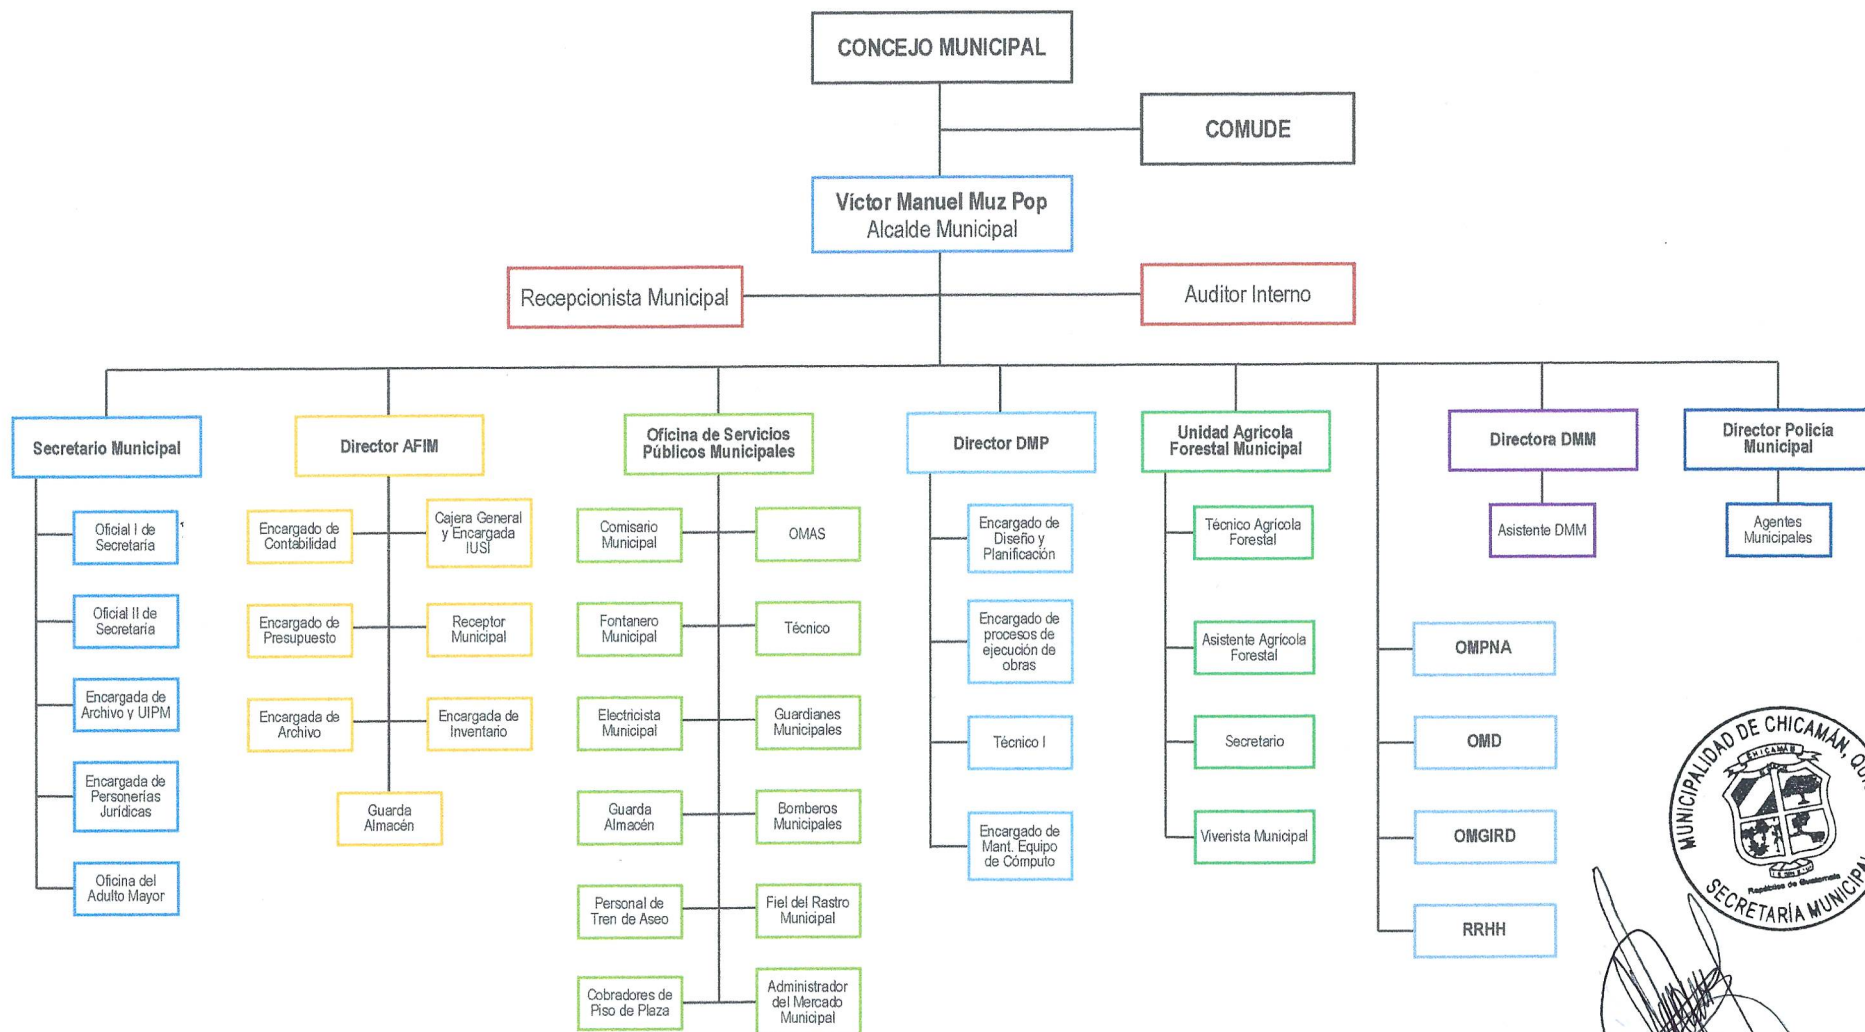 CONCEJO MUNICIPAL
COMUDE
Víctor Manuel Muz Pop
Alcalde Municipal
Recepcionista Municipal
Auditor Interno
Secretario Municipal
Oficial I de
Secretaría
Oficial II de
Secretaría
Encargada de
Archivo y UIPM
Encargada de
Personerías
Jurídicas
Oficina del
Adulto Mayor
Director AFIM
Encargado de
Contabilidad
Cajera General
y Encargada
IUSI
Encargado de
Presupuesto
Receptor
Municipal
Encargada de
Archivo
Encargada de
Inventario
Guarda
Almacén
Oficina de Servicios
Públicos Municipales
Comisario
Municipal
OMAS
Fontanero
Municipal
Técnico
Electricista
Municipal
Guardianes
Municipales
Guarda
Almacén
Bomberos
Municipales
Personal de
Tren de Aseo
Fiel del Rastro
Municipal
Cobradores de
Piso de Plaza
Administrador
del Mercado
Municipal
Director DMP
Encargado de
Diseño y
Planificación
Encargado de
procesos de
ejecución de
obras
Técnico I
Encargado de
Mant. Equipo
de Cómputo
Unidad Agrícola
Forestal Municipal
Técnico Agrícola
Forestal
Asistente Agrícola
Forestal
Secretario
Viverista Municipal
OMPNA
OMD
OMGIRD
RRHH
Directora DMM
Asistente DMM
Director Policía
Municipal
Agentes
Municipales
MUNICIPALIDAD DE CHICAMÁN,
CHICAMÁN
República de Guatemala
SECRETARÍA MUNICIPAL